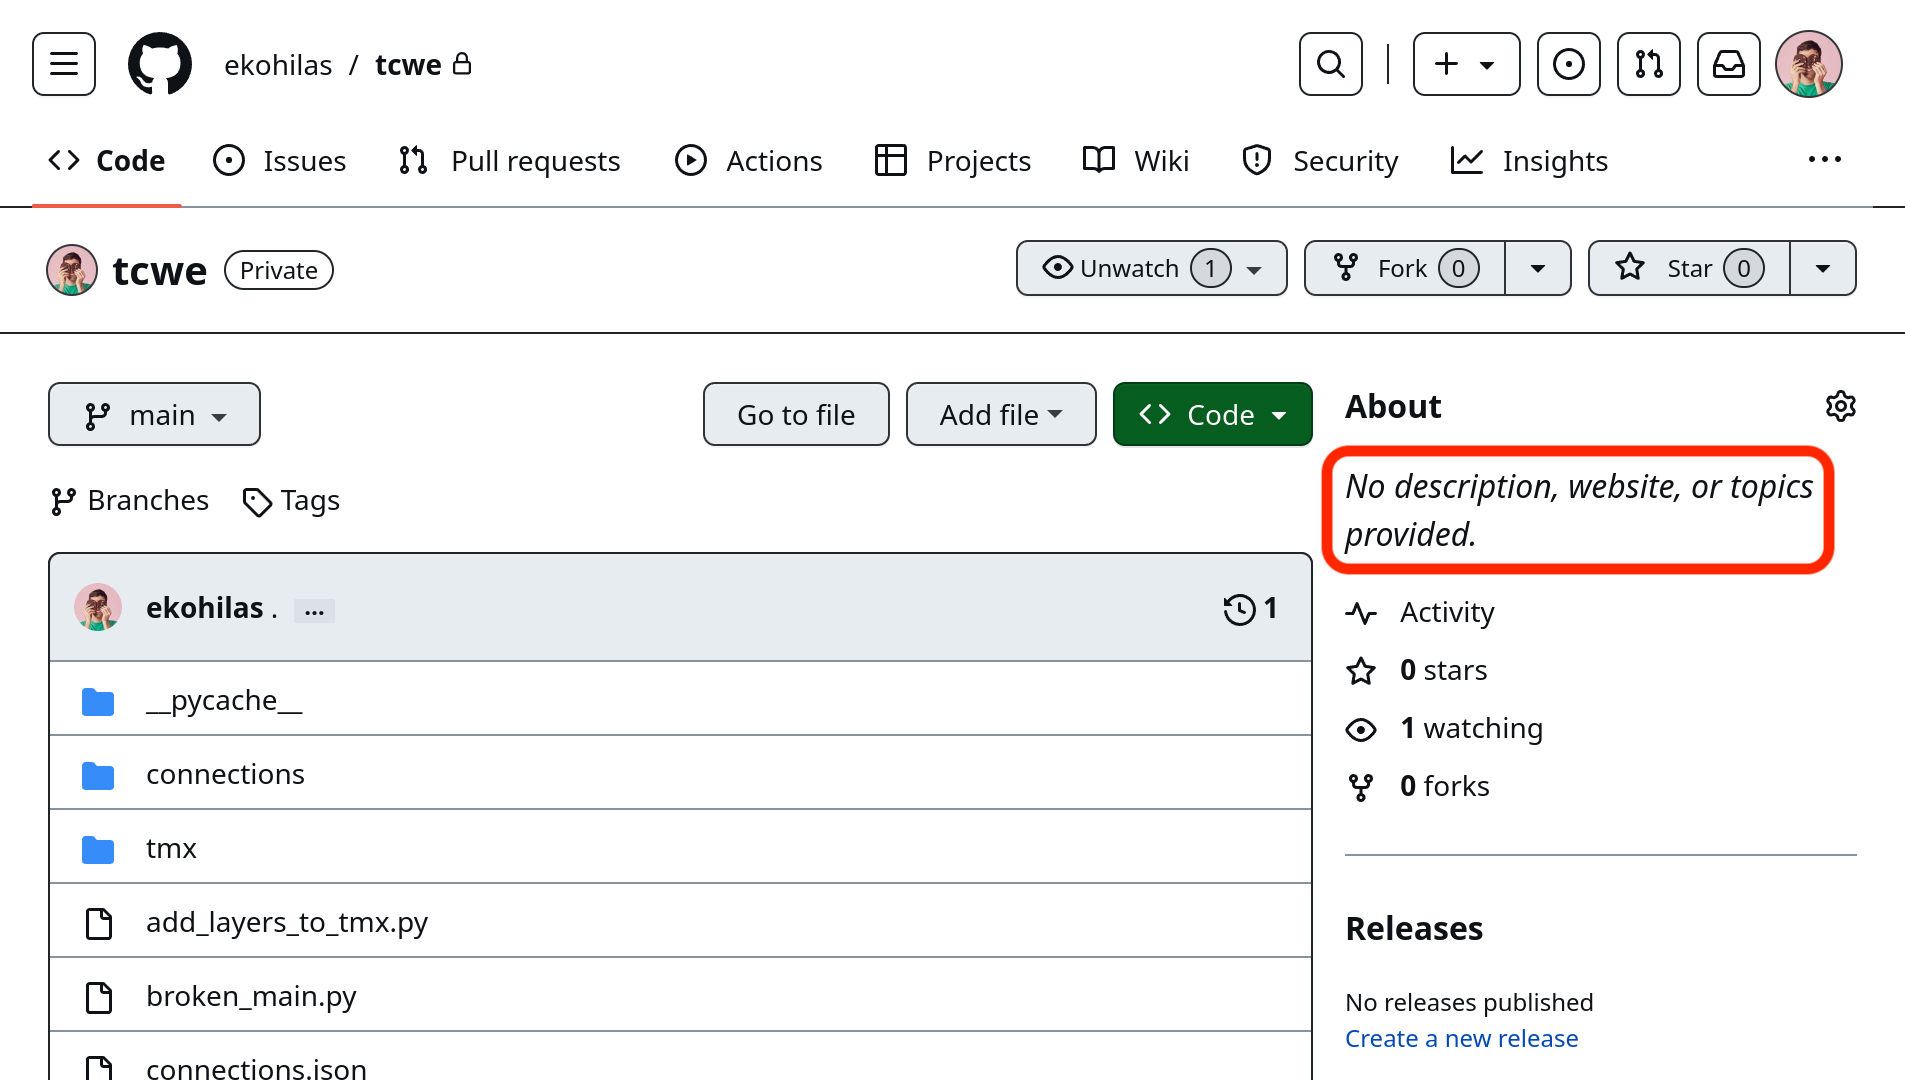 ekohilas / tcwe
Code Issues Pull requests Actions Projects Wiki Security Insights ...
tcwe Private
Unwatch 1 Fork 0 Star 0
main Go to file Add file Code
Branches Tags
ekohilas . ... 1
__pycache__
connections
tmx
add_layers_to_tmx.py
broken_main.py
connections.json
About
No description, website, or topics
provided.
Activity
0 stars
1 watching
0 forks
Releases
No releases published
Create a new release